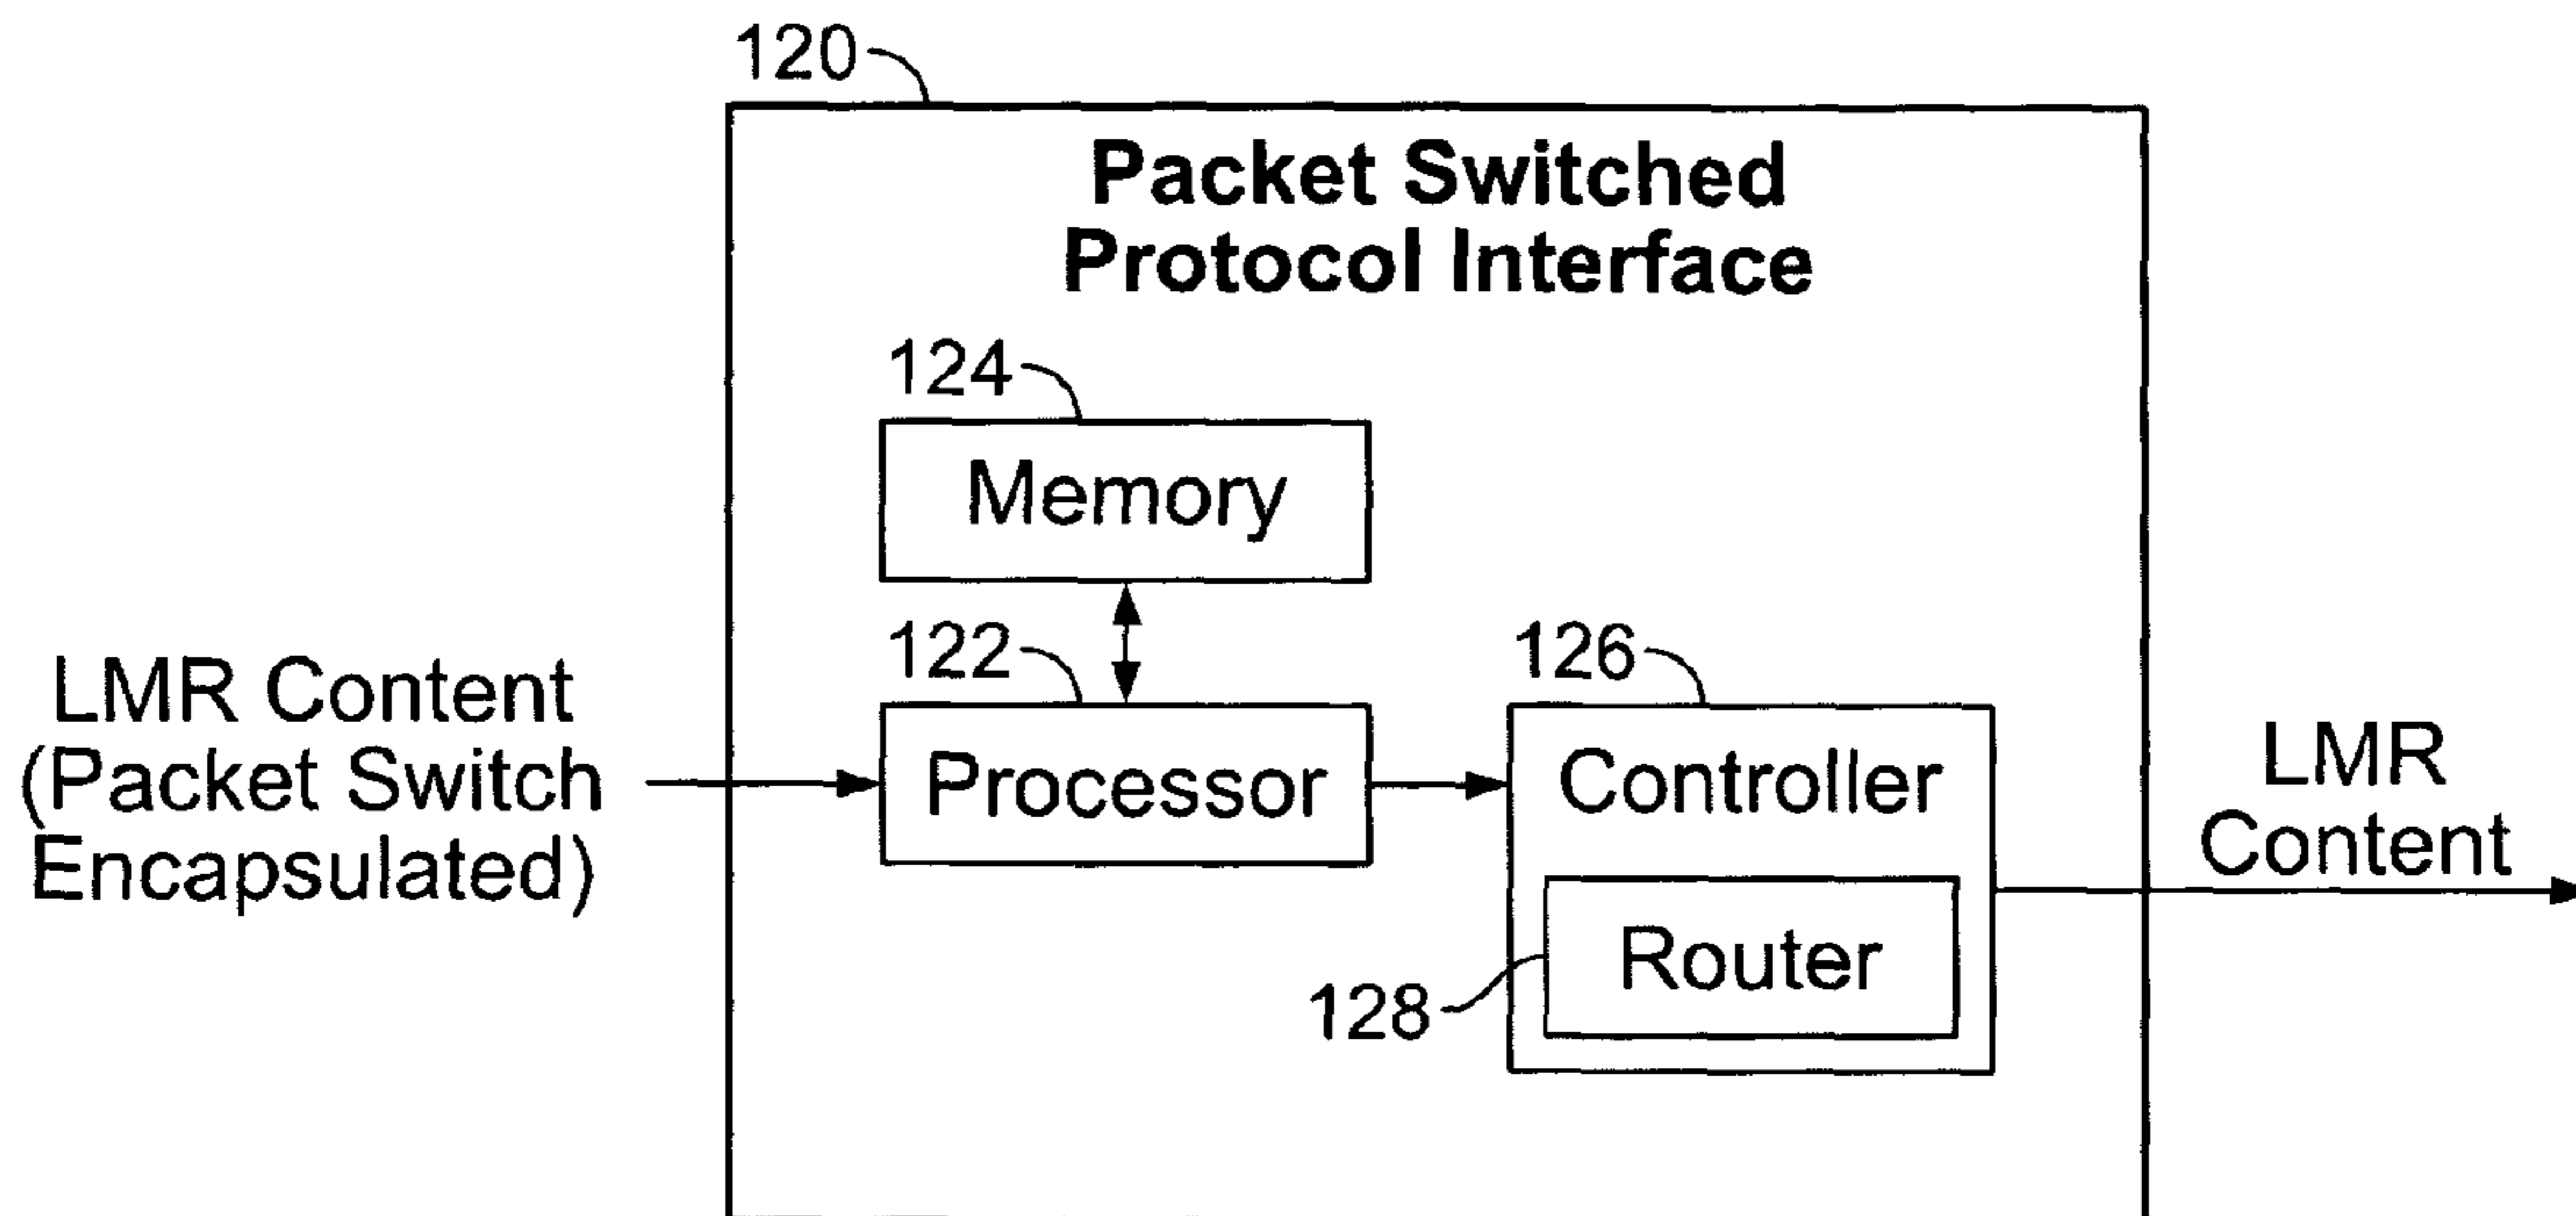 120
Packet Switched
Protocol Interface
124
Memory
122
Processor
126
Controller
128
Router
LMR Content
(Packet Switch
Encapsulated)
LMR
Content